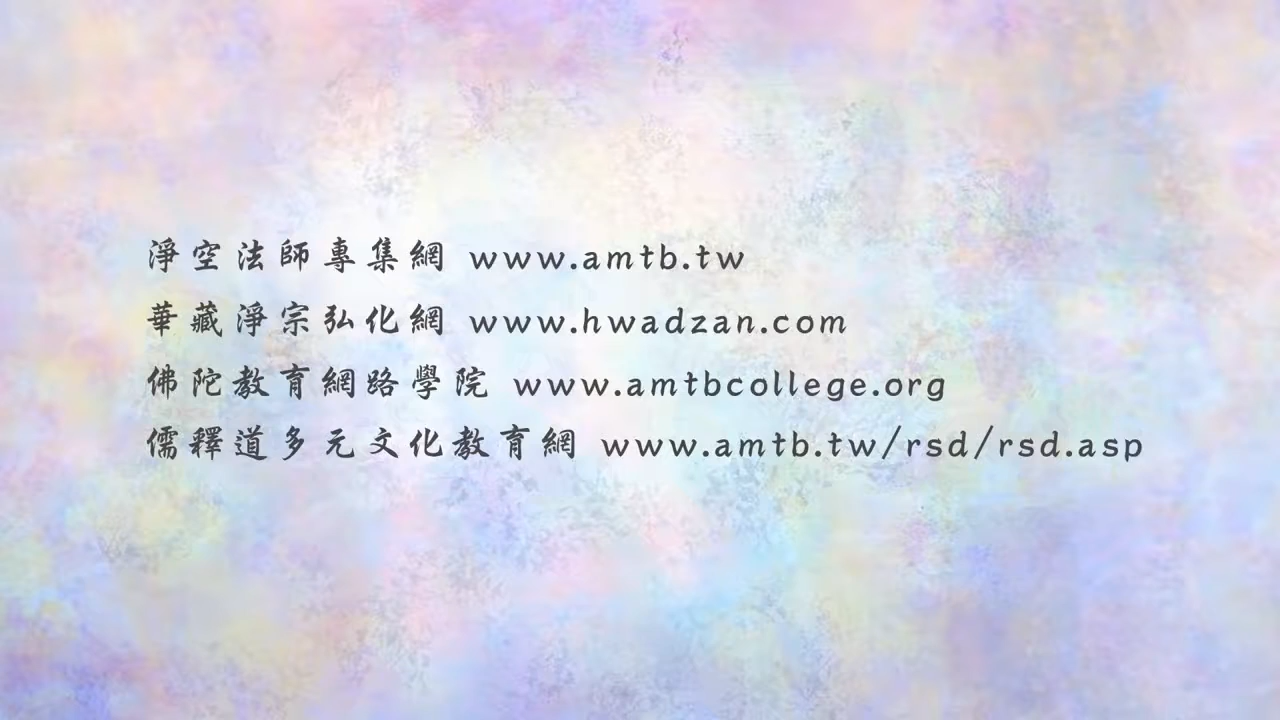 淨空法師專集網 www.amtb.tw
華藏淨宗弘化網 www.hwadzan.com
佛陀教育網路學院 www.amtbcollege.org
儒釋道多元文化教育網 www.amtb.tw/rsd/rsd.asp